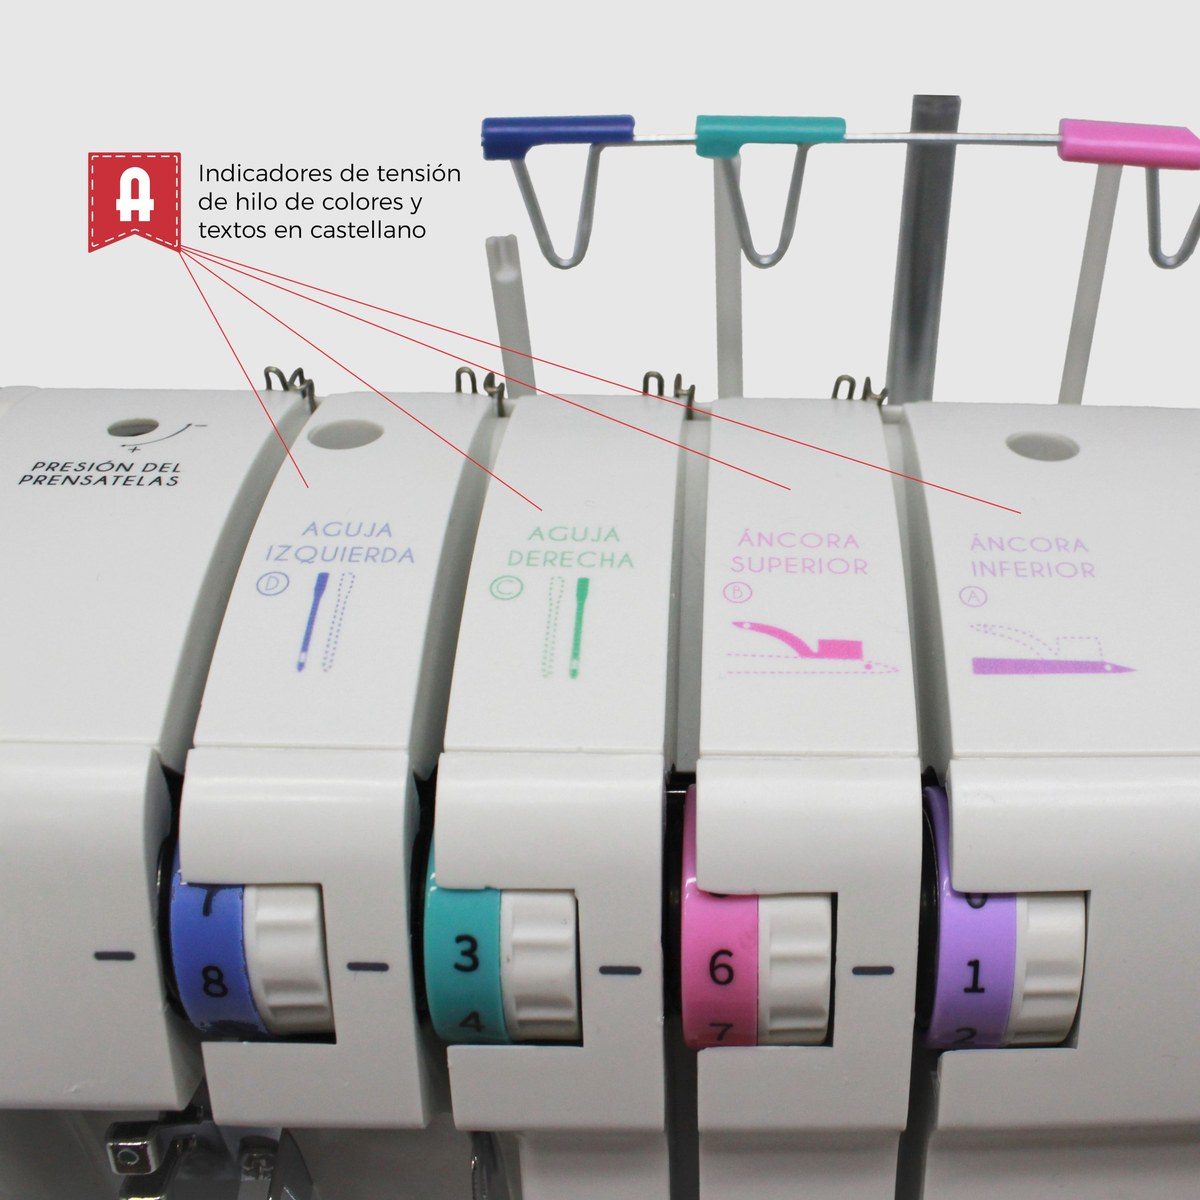 A
Indicadores de tensión
de hilo de colores y
textos en castellano
PRESIÓN DEL
PRENSATELAS
AGUJA
IZQUIERDA
D
AGUJA
DERECHA
C
ÁNCORA
SUPERIOR
B
ÁNCORA
INFERIOR
A
7
8
3
4
6
7
0
1
2